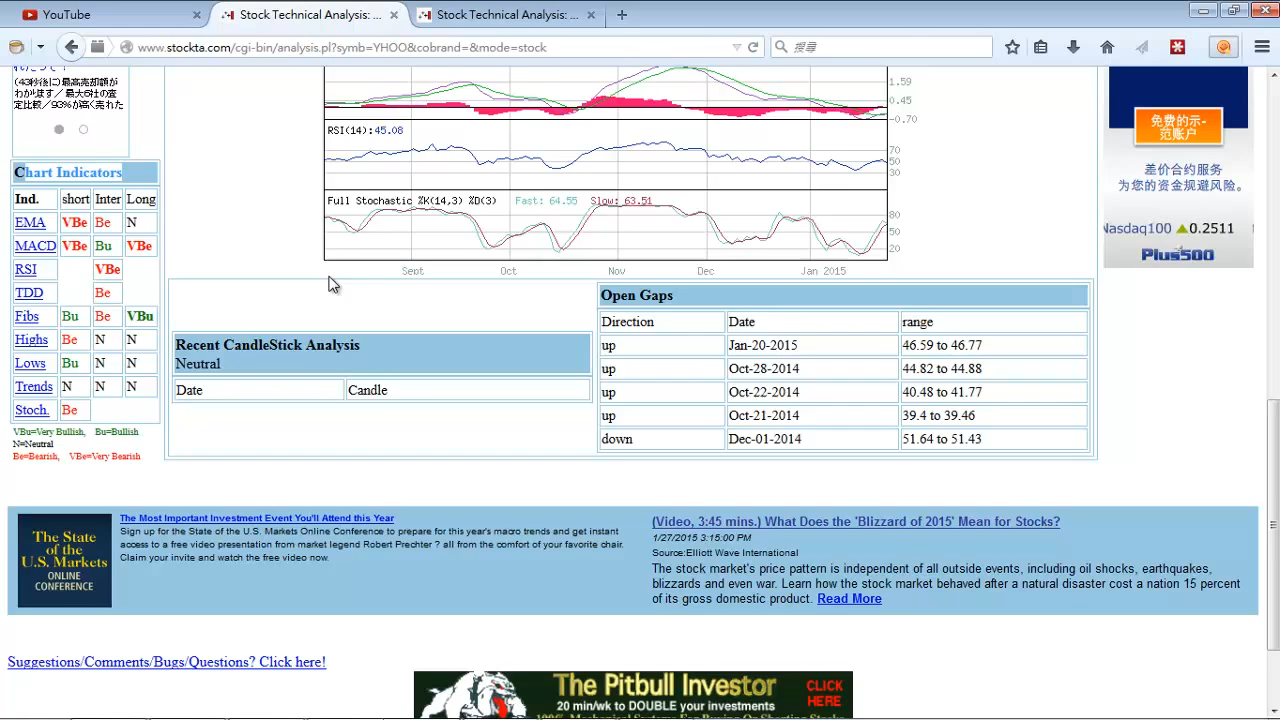 YouTube
Stock Technical Analysis: ...
Stock Technical Analysis: ...
www.stockta.com/cgi-bin/analysis.pl?symb=YHOO&cobrand=&mode=stock
搜尋
(43秒後に)最高売却額が
わかります／最大5社の査
定比較／93%が高く売れた
Chart Indicators
Ind. short Inter Long
EMA VBe Be N
MACD VBe Bu VBe
RSI VBe
TDD Be
Fibs Bu Be VBu
Highs Be N N
Lows Bu N N
Trends N N N
Stoch. Be
VBu=Very Bullish, Bu=Bullish
N=Neutral
Be=Bearish, VBe=Very Bearish
1.59
0.45
-0.70
RSI(14):45.08
70
50
30
Full Stochastic %K(14,3) %D(3) Fast: 64.55 Slow: 63.51
80
50
20
Sept Oct Nov Dec Jan 2015
Recent CandleStick Analysis
Neutral
Date Candle
Open Gaps
Direction Date range
up Jan-20-2015 46.59 to 46.77
up Oct-28-2014 44.82 to 44.88
up Oct-22-2014 40.48 to 41.77
up Oct-21-2014 39.4 to 39.46
down Dec-01-2014 51.64 to 51.43
免费的示-
范账户
差价合约服务
为您的资金规避风险。
Nasdaq100 ▲0.2511
Plus500
The State
of the
U.S. Markets
ONLINE
CONFERENCE
The Most Important Investment Event You'll Attend this Year
Sign up for the State of the U.S. Markets Online Conference to prepare for this year's macro trends and get instant
access to a free video presentation from market legend Robert Prechter ? all from the comfort of your favorite chair.
Claim your invite and watch the free video now.
(Video, 3:45 mins.) What Does the 'Blizzard of 2015' Mean for Stocks?
1/27/2015 3:15:00 PM
Source:Elliott Wave International
The stock market's price pattern is independent of all outside events, including oil shocks, earthquakes,
blizzards and even war. Learn how the stock market behaved after a natural disaster cost a nation 15 percent
of its gross domestic product. Read More
Suggestions/Comments/Bugs/Questions? Click here!
The Pitbull Investor
20 min/wk to DOUBLE your investments
CLICK
HERE